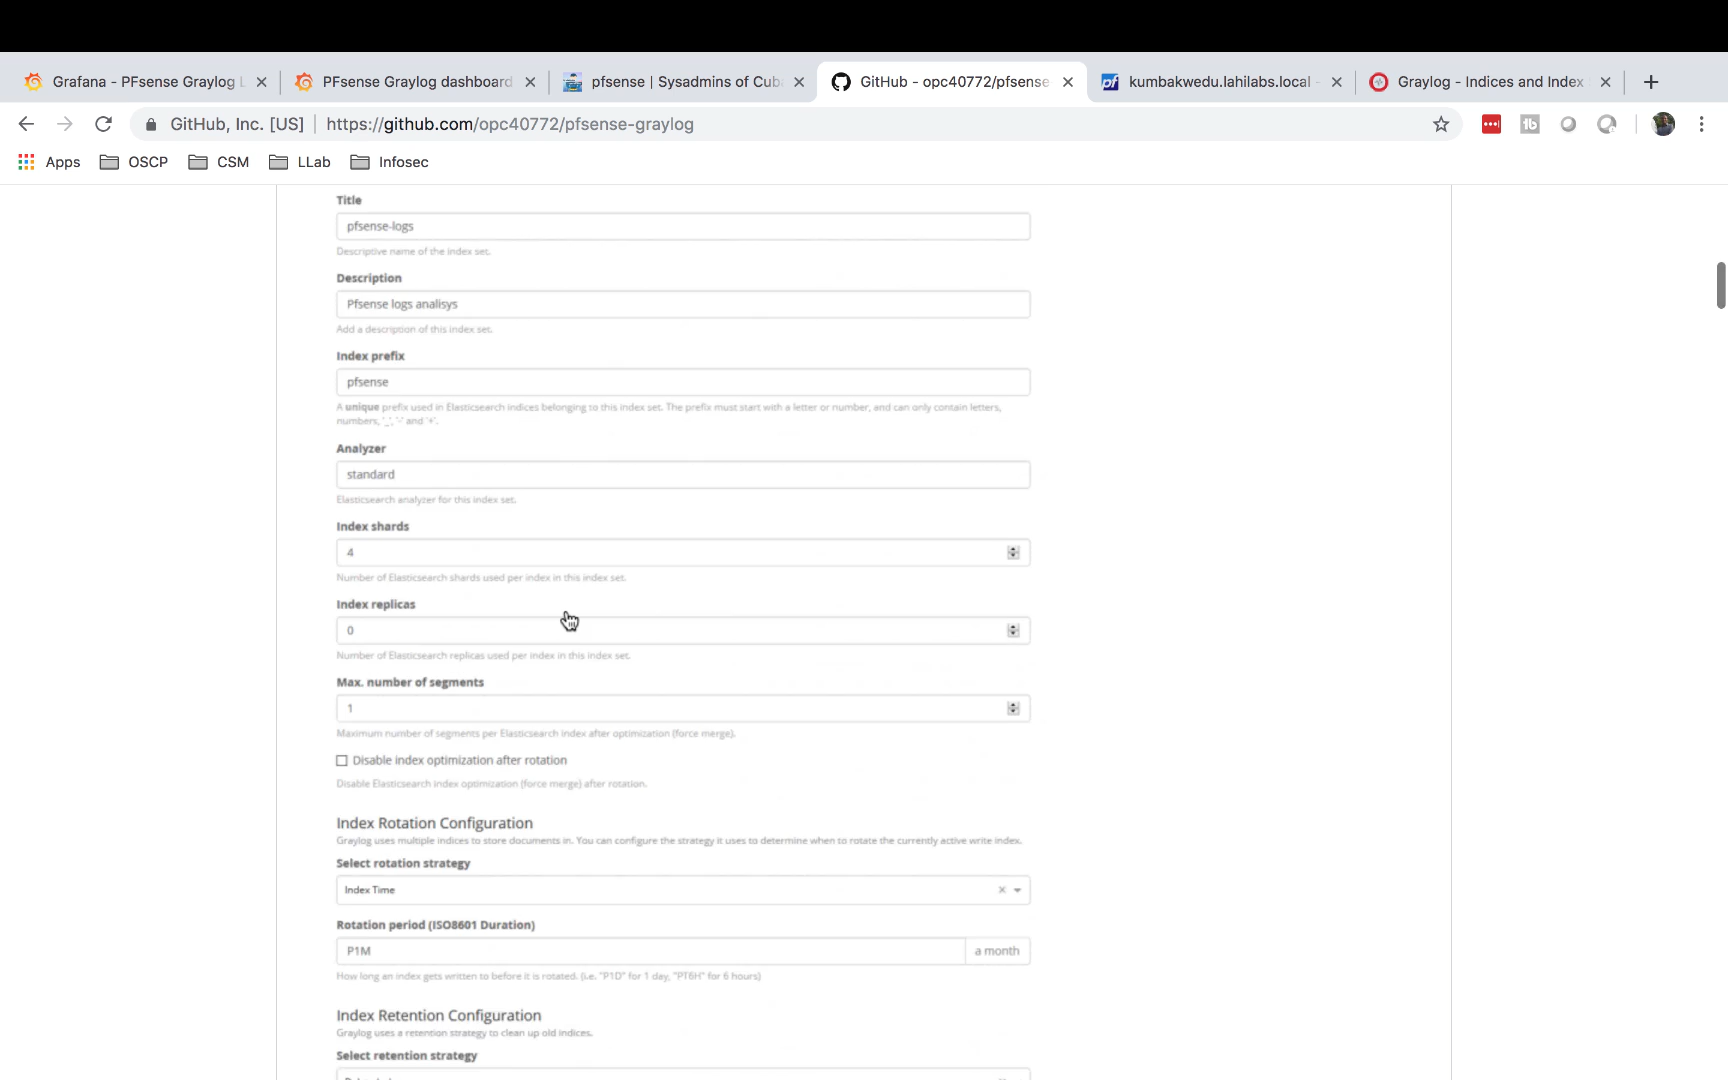 Grafana - PFsense Graylog L
PFsense Graylog dashboard
pfsense | Sysadmins of Cuba
GitHub - opc40772/pfsense
kumbakwedu.lahilabs.local -
Graylog - Indices and Index
GitHub, Inc. [US] | https://github.com/opc40772/pfsense-graylog
Apps OSCP CSM LLab Infosec
Title
pfsense-logs
Descriptive name of the index set.
Description
Pfsense logs analisys
Add a description of this index set.
Index prefix
pfsense
A unique prefix used in Elasticsearch indices belonging to this index set. The prefix must start with a letter or number, and can only contain letters,
numbers, '_', '-' and '+'.
Analyzer
standard
Elasticsearch analyzer for this index set.
Index shards
4
Number of Elasticsearch shards used per index in this index set.
Index replicas
0
Number of Elasticsearch replicas used per index in this index set.
Max. number of segments
1
Maximum number of segments per Elasticsearch index after optimization (force merge).
Disable index optimization after rotation
Disable Elasticsearch index optimization (force merge) after rotation.
Index Rotation Configuration
Graylog uses multiple indices to store documents in. You can configure the strategy it uses to determine when to rotate the currently active write index.
Select rotation strategy
Index Time
Rotation period (ISO8601 Duration)
P1M a month
How long an index gets written to before it is rotated. (i.e. "P1D" for 1 day, "PT6H" for 6 hours)
Index Retention Configuration
Graylog uses a retention strategy to clean up old indices.
Select retention strategy